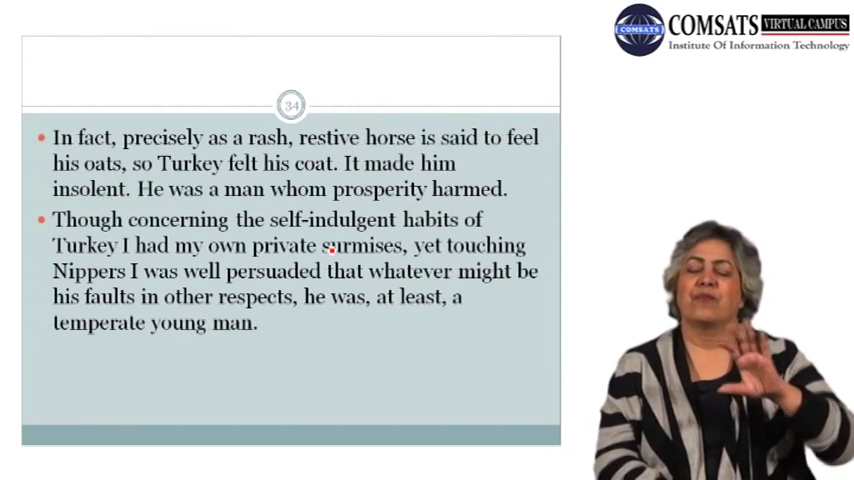 COMSATS
COMSATS VIRTUAL CAMPUS
Institute Of Information Technology
34
In fact, precisely as a rash, restive horse is said to feel
his oats, so Turkey felt his coat. It made him
insolent. He was a man whom prosperity harmed.
Though concerning the self-indulgent habits of
Turkey I had my own private surmises, yet touching
Nippers I was well persuaded that whatever might be
his faults in other respects, he was, at least, a
temperate young man.